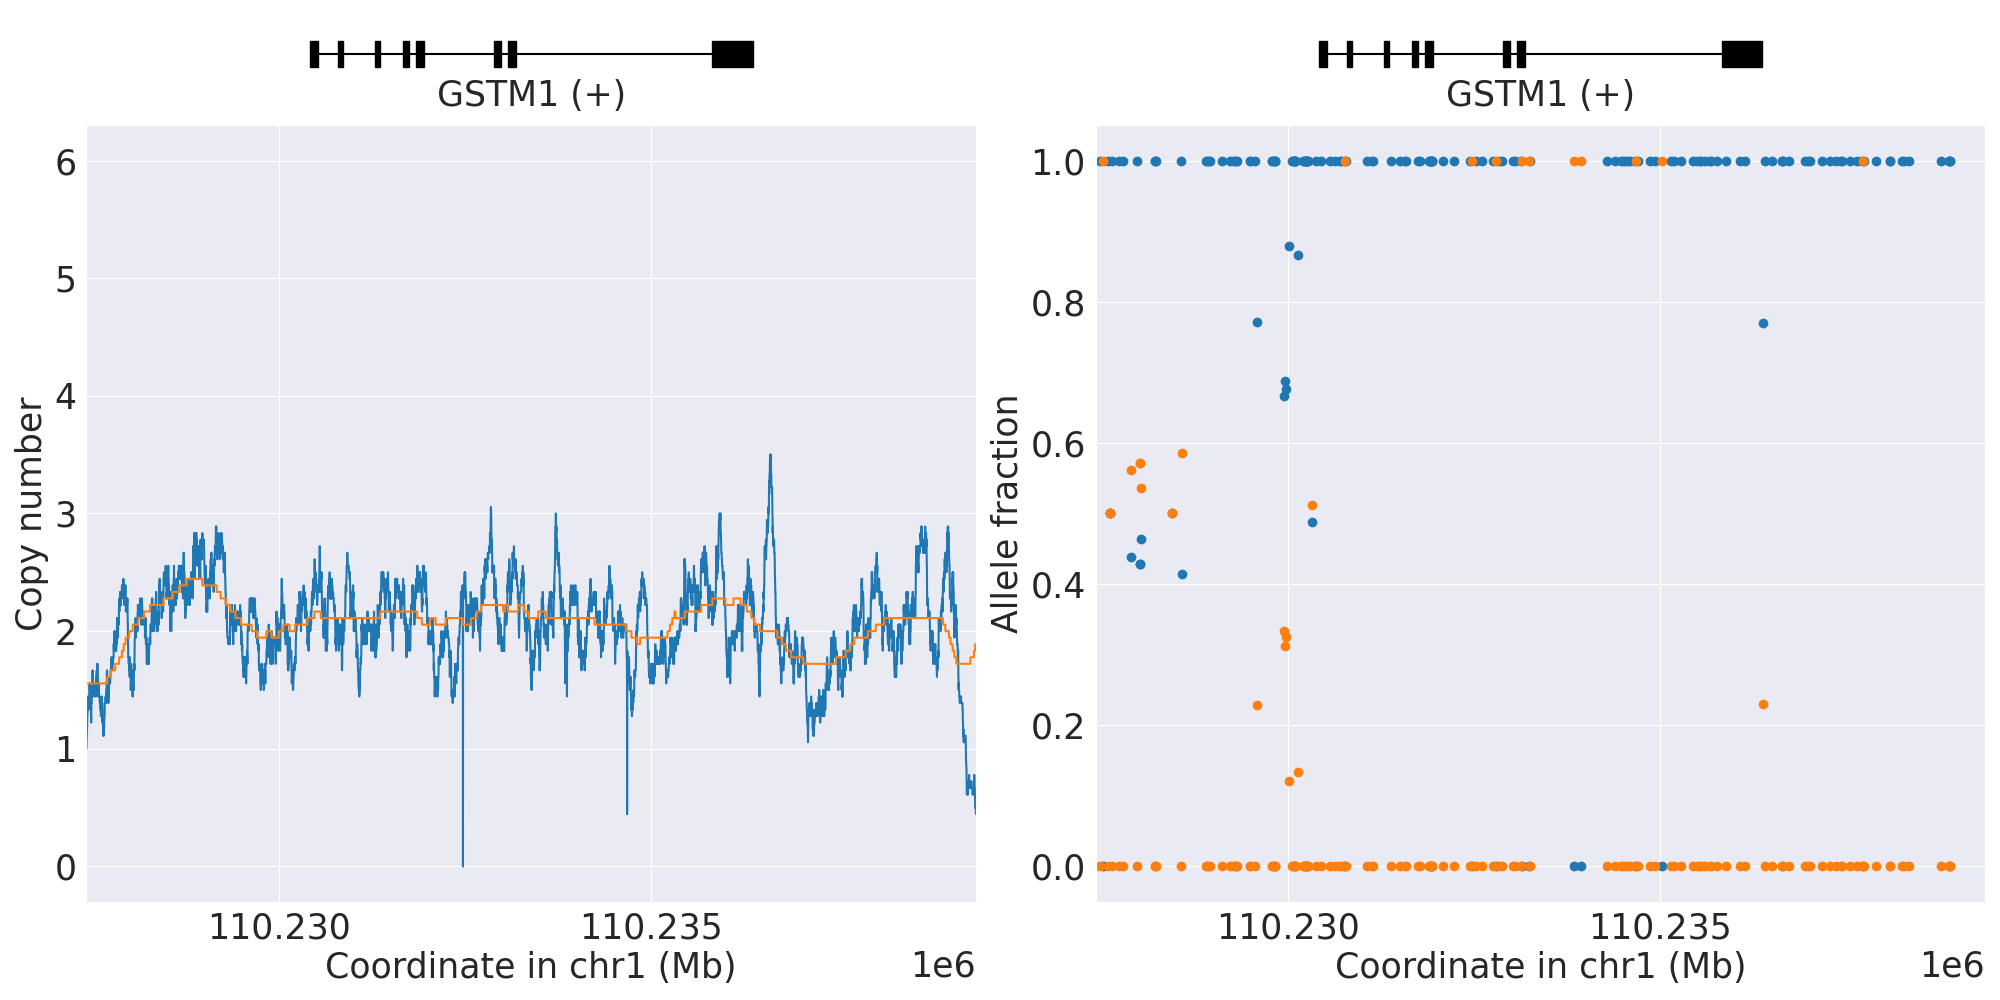 GSTM1 (+)
6
5
4
3
2
1
0
Copy number
110.230
110.235
Coordinate in chr1 (Mb)
1e6
GSTM1 (+)
1.0
0.8
0.6
0.4
0.2
0.0
Allele fraction
110.230
110.235
Coordinate in chr1 (Mb)
1e6